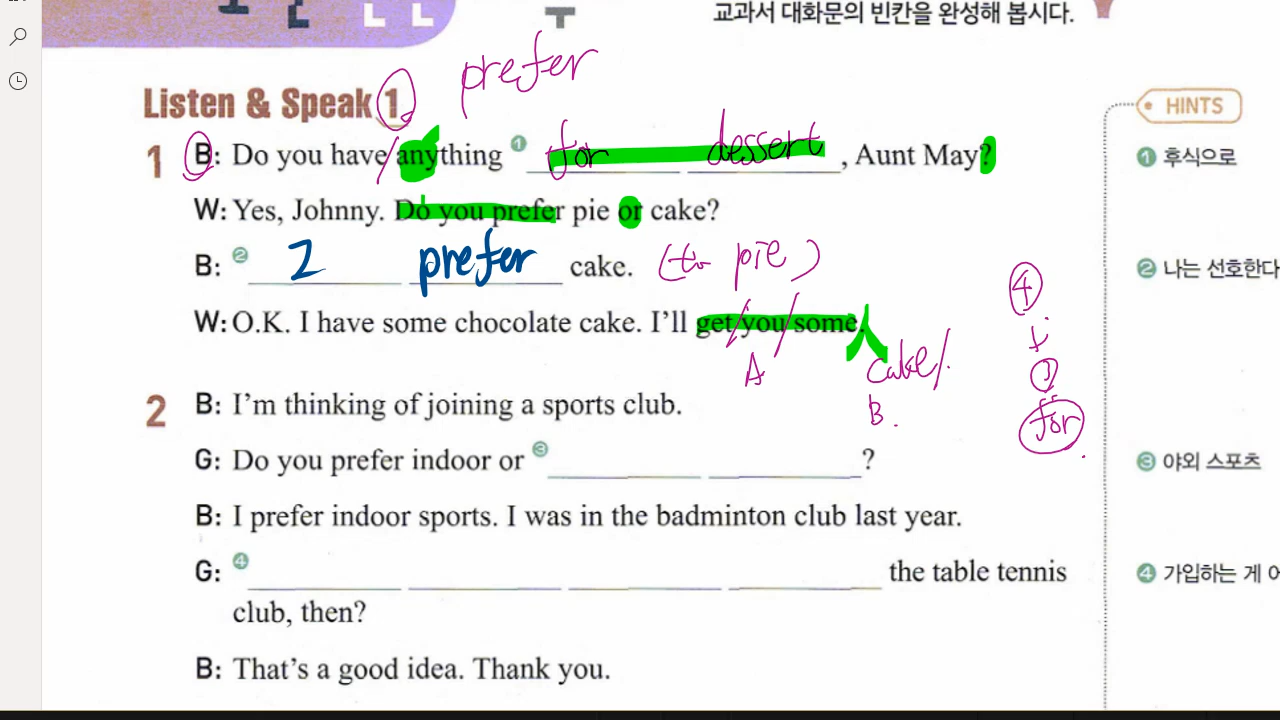 교과서 대화문의 빈칸을 완성해 봅시다.
prefer
Listen & Speak 1
HINTS
1 B: Do you have anything ① for dessert, Aunt May?
① 후식으로
W: Yes, Johnny. Do you prefer pie or cake?
B: ② I prefer cake. (to pie)
② 나는 선호한다
W: O.K. I have some chocolate cake. I'll get you some.
A
cake
B.
④
for
2 B: I'm thinking of joining a sports club.
G: Do you prefer indoor or ③ ?
③ 야외 스포츠
B: I prefer indoor sports. I was in the badminton club last year.
G: ④ the table tennis
④ 가입하는 게
club, then?
B: That's a good idea. Thank you.